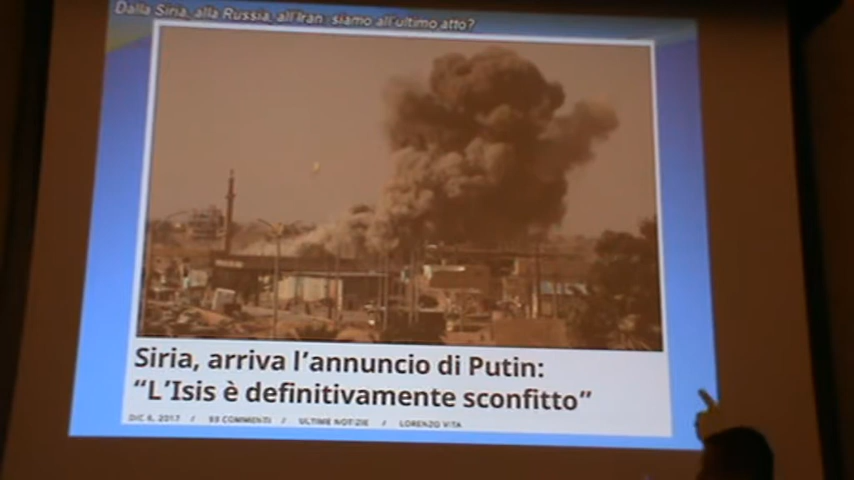 Dalla Siria, alla Russia, all'Iran: siamo all'ultimo atto?
Siria, arriva l'annuncio di Putin:
“L'Isis è definitivamente sconfitto”
DIC 6, 2017 / 93 COMMENTI / ULTIME NOTIZIE / LORENZO VITA